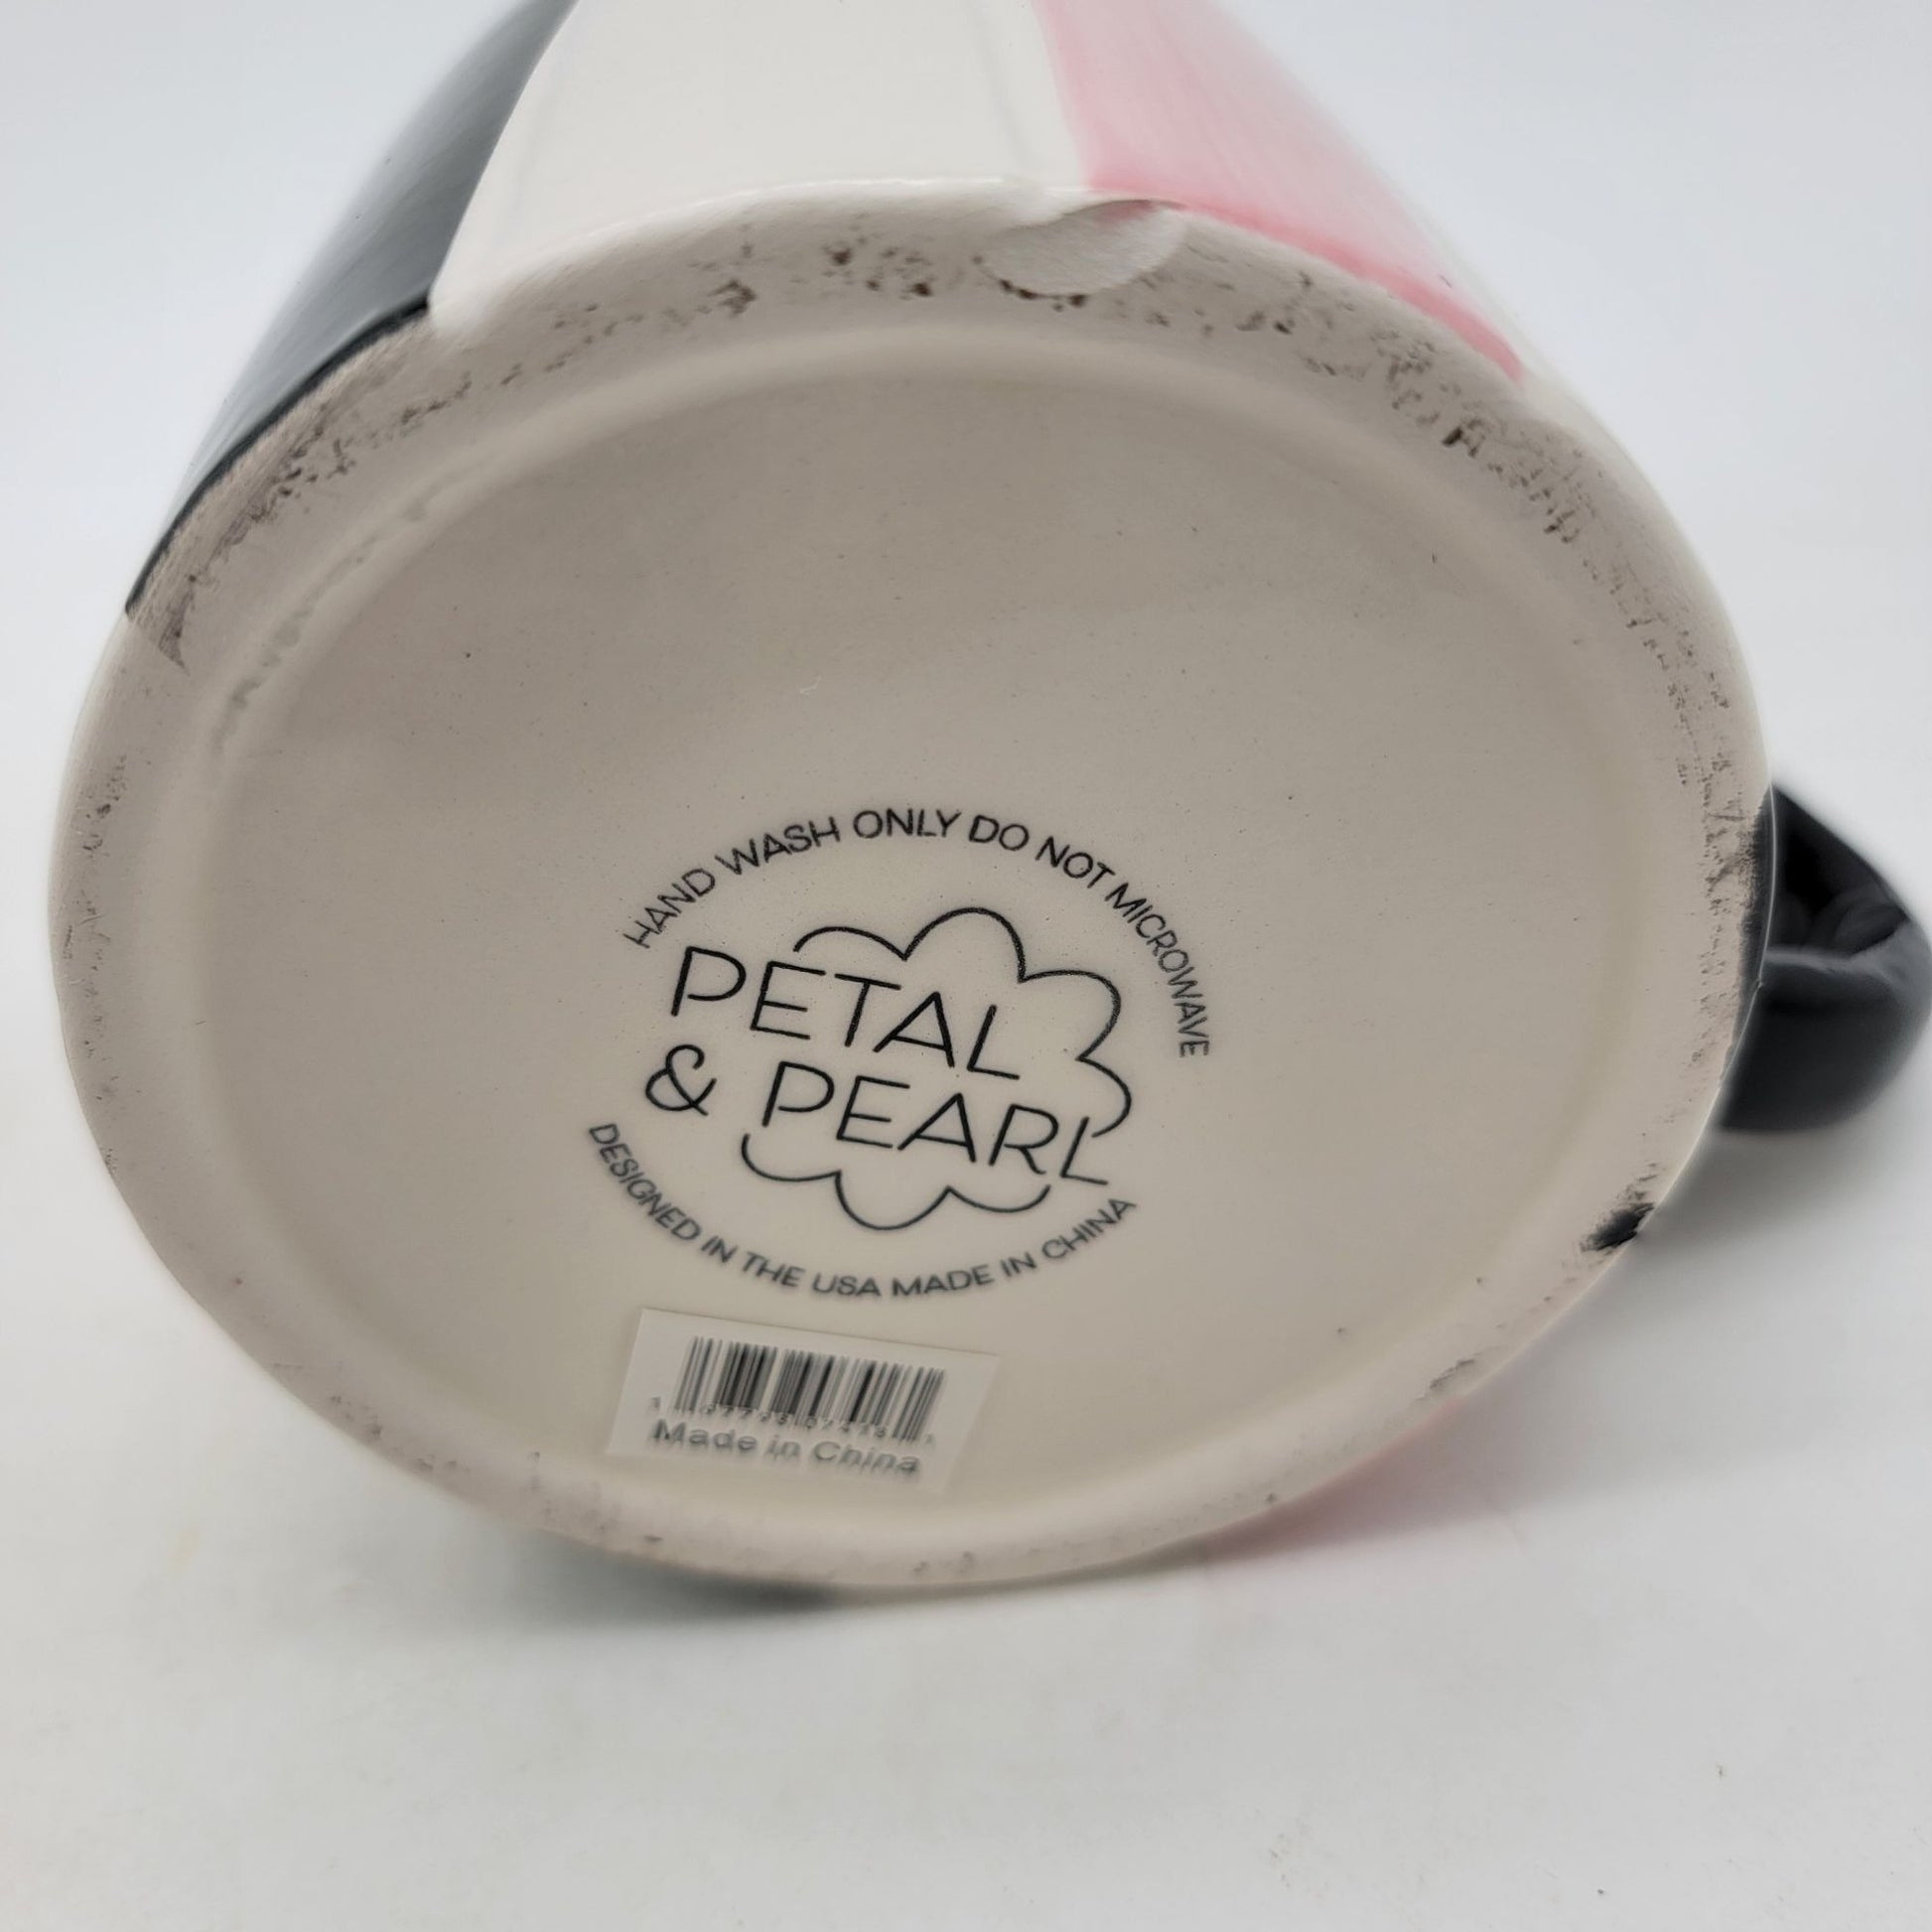 HAND WASH ONLY DO NOT MICROWAVE
PETAL
& PEARL
DESIGNED IN THE USA MADE IN CHINA
Made in China